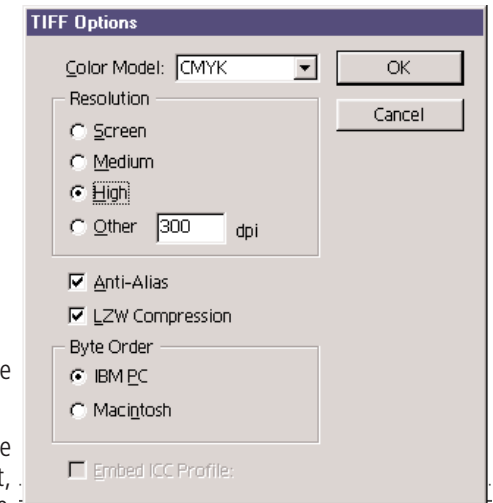 TIFF Options
Color Model: CMYK
OK
Resolution
Cancel
Screen
Medium
High
Other 300 dpi
Anti-Alias
LZW Compression
Byte Order
IBM PC
Macintosh
Embed ICC Profile: